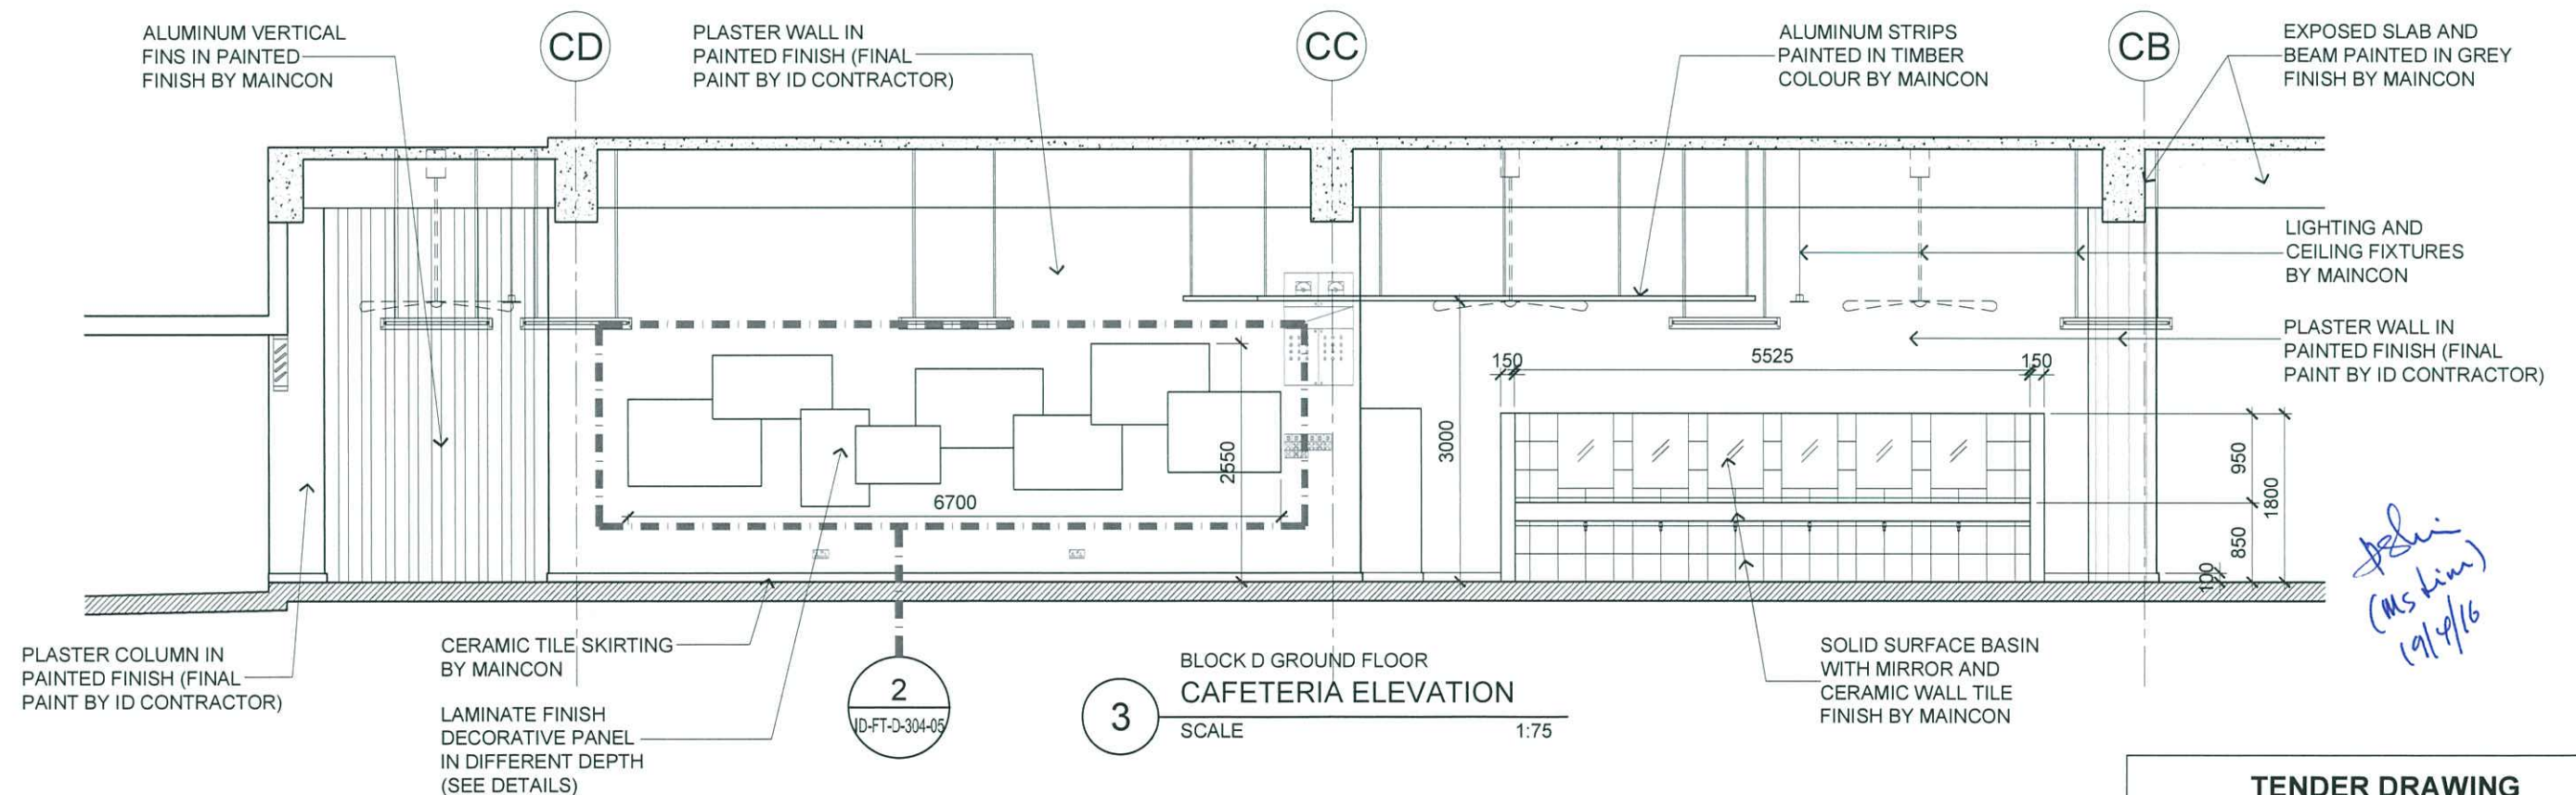 ALUMINUM VERTICAL
FINS IN PAINTED
FINISH BY MAINCON
CD
PLASTER WALL IN
PAINTED FINISH (FINAL
PAINT BY ID CONTRACTOR)
CC
ALUMINUM STRIPS
PAINTED IN TIMBER
COLOUR BY MAINCON
CB
EXPOSED SLAB AND
BEAM PAINTED IN GREY
FINISH BY MAINCON
LIGHTING AND
CEILING FIXTURES
BY MAINCON
PLASTER WALL IN
PAINTED FINISH (FINAL
PAINT BY ID CONTRACTOR)
150
5525
150
3000
2550
6700
950
1800
850
100
PLASTER COLUMN IN
PAINTED FINISH (FINAL
PAINT BY ID CONTRACTOR)
CERAMIC TILE SKIRTING
BY MAINCON
LAMINATE FINISH
DECORATIVE PANEL
IN DIFFERENT DEPTH
(SEE DETAILS)
2
ID-FT-D-304-05
3
BLOCK D GROUND FLOOR
CAFETERIA ELEVATION
SCALE 1:75
SOLID SURFACE BASIN
WITH MIRROR AND
CERAMIC WALL TILE
FINISH BY MAINCON
(Ms Lim)
19/4/16
TENDER DRAWING